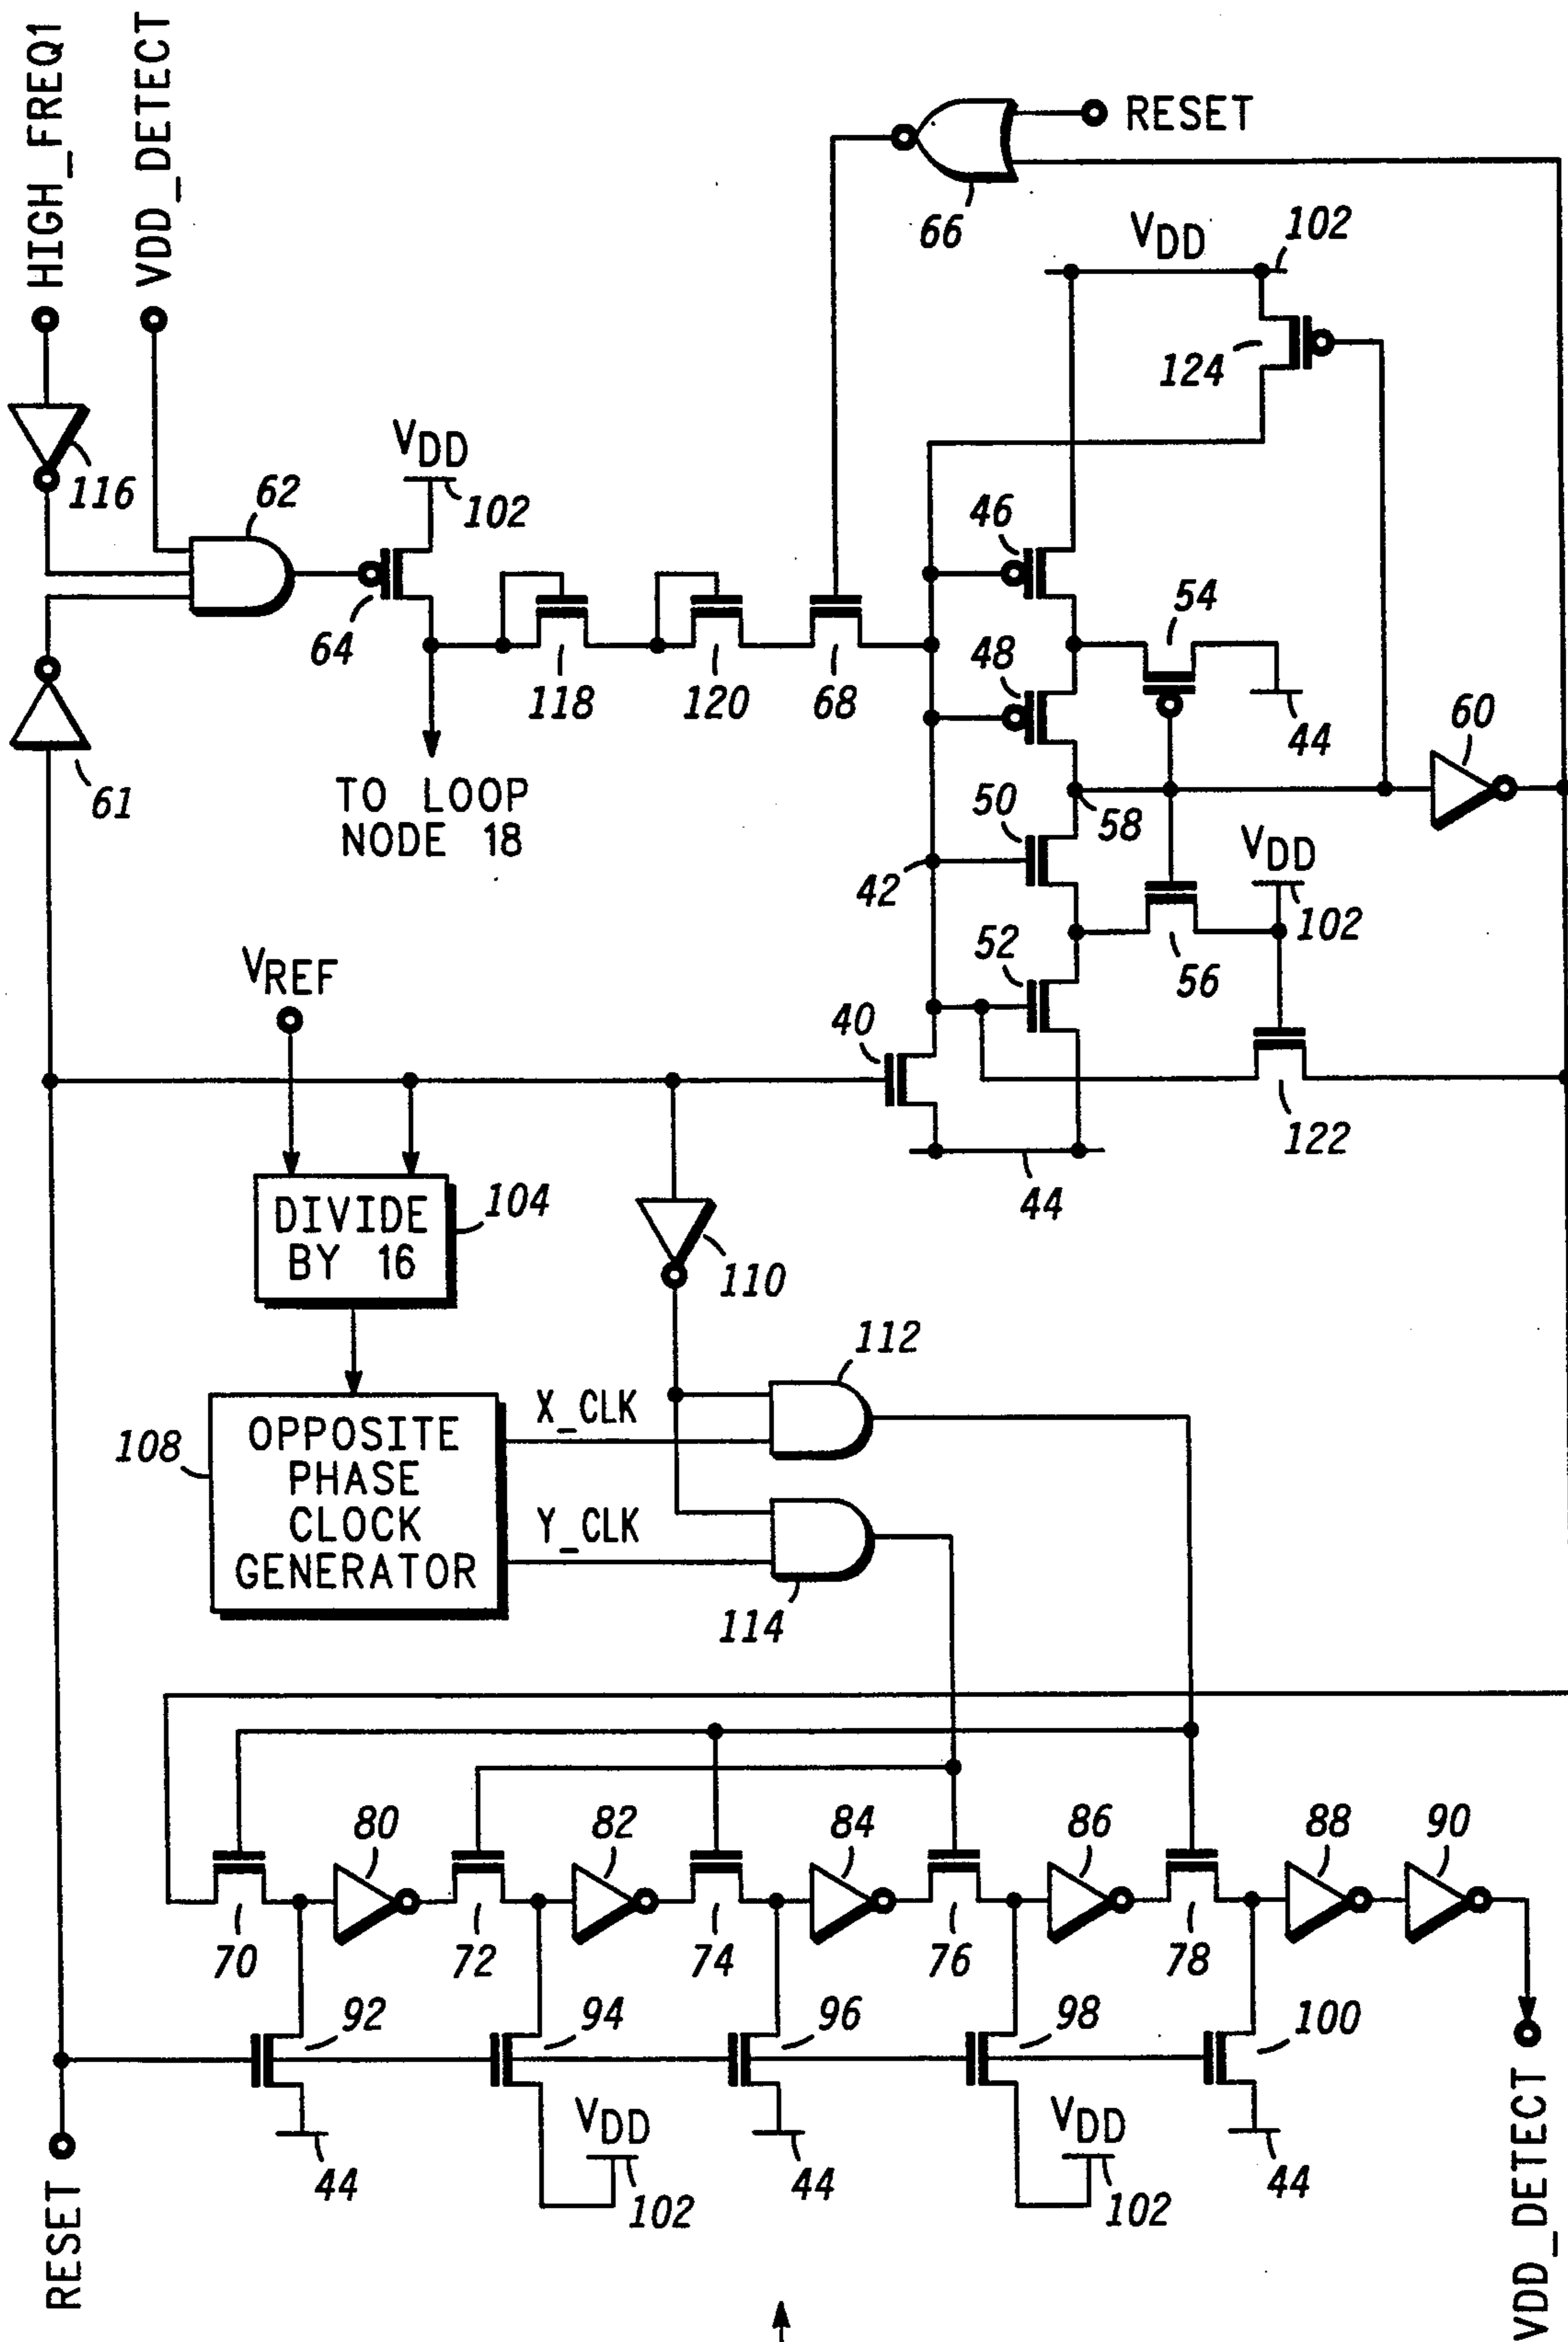 HIGH_FREQ1
VDD_DETECT
RESET
66
VDD
102
124
116
62
VDD
102
64
118
120
68
46
54
48
44
60
61
TO LOOP
NODE 18
50
58
42
VDD
102
52
56
VREF
40
122
44
DIVIDE
BY 16
104
110
112
X_CLK
108
OPPOSITE
PHASE
CLOCK
GENERATOR
Y_CLK
114
80
82
84
86
88
90
70
72
74
76
78
92
94
96
98
100
44
VDD
102
44
VDD
102
44
RESET
VDD_DETECT